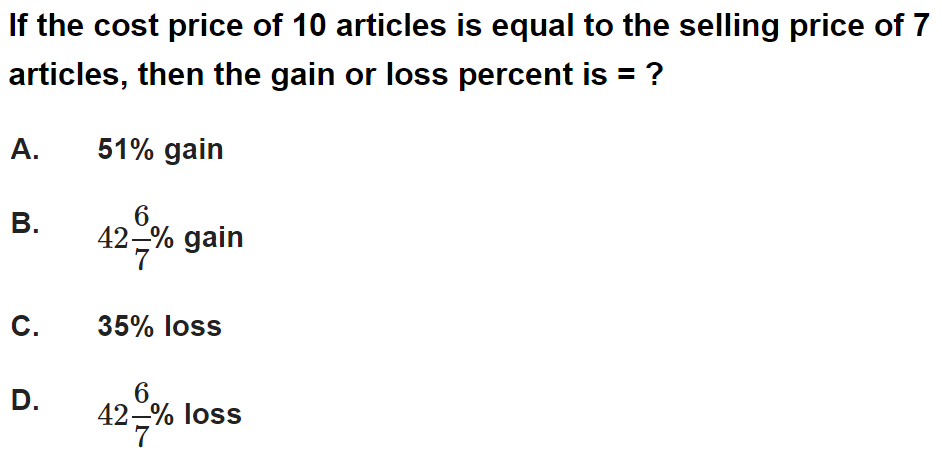 If the cost price of 10 articles is equal to the selling price of 7
articles, then the gain or loss percent is = ?
A. 51% gain
B. 42 6/7% gain
C. 35% loss
D. 42 6/7% loss